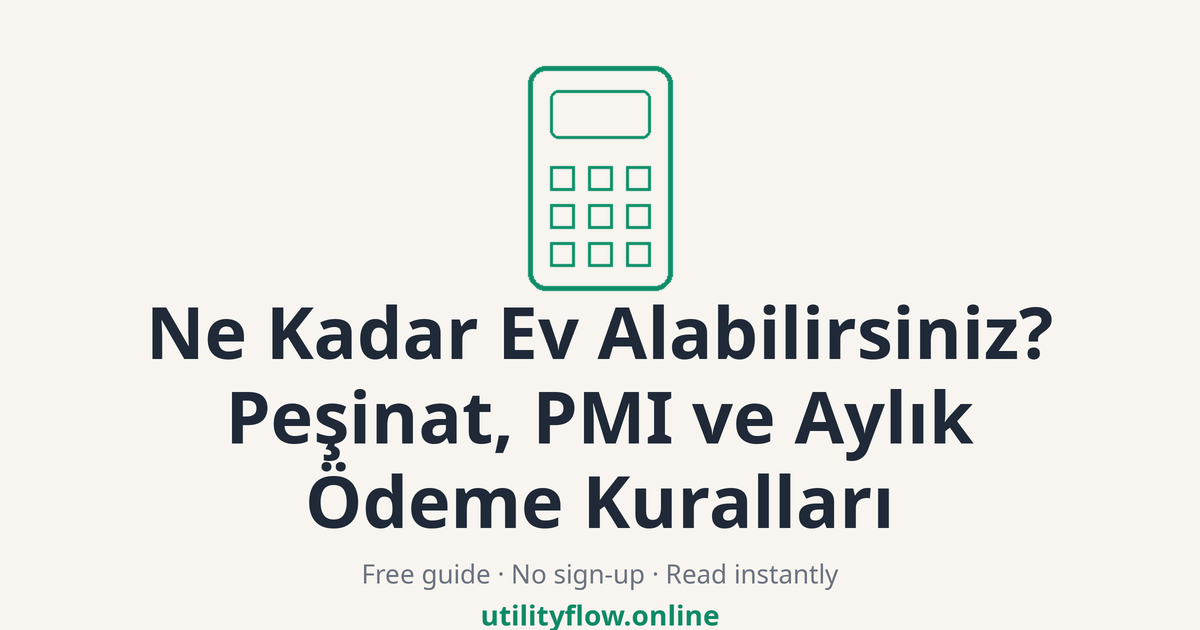 Ne Kadar Ev Alabilirsiniz?
Peşinat, PMI ve Aylık
Ödeme Kuralları
Free guide · No sign-up · Read instantly
utilityflow.online